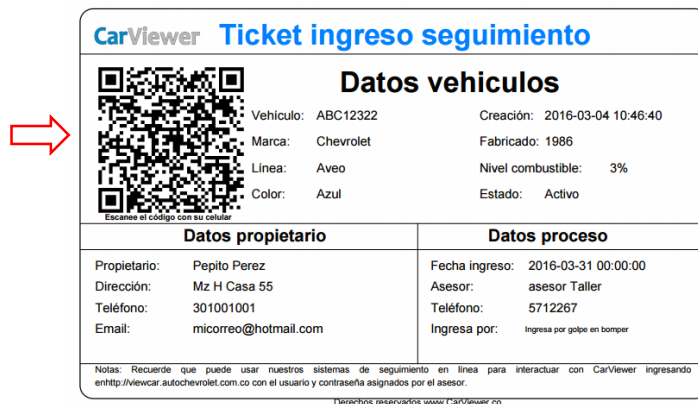 CarViewer Ticket ingreso seguimiento
Datos vehiculos
Vehículo: ABC12322 Creación: 2016-03-04 10:46:40
Marca: Chevrolet Fabricado: 1986
Línea: Aveo Nivel combustible: 3%
Color: Azul Estado: Activo
Escanee el código con su celular
Datos propietario
Propietario: Pepito Perez
Dirección: Mz H Casa 55
Teléfono: 301001001
Email: micorreo@hotmail.com
Datos proceso
Fecha ingreso: 2016-03-31 00:00:00
Asesor: asesor Taller
Teléfono: 5712267
Ingresa por: Ingresa por golpe en bomper
Notas: Recuerde que puede usar nuestros sistemas de seguimiento en línea para interactuar con CarViewer ingresando
enhttp://viewcar.autochevrolet.com.co con el usuario y contraseña asignados por el asesor.
Derechos reservados www.CarViewer.co